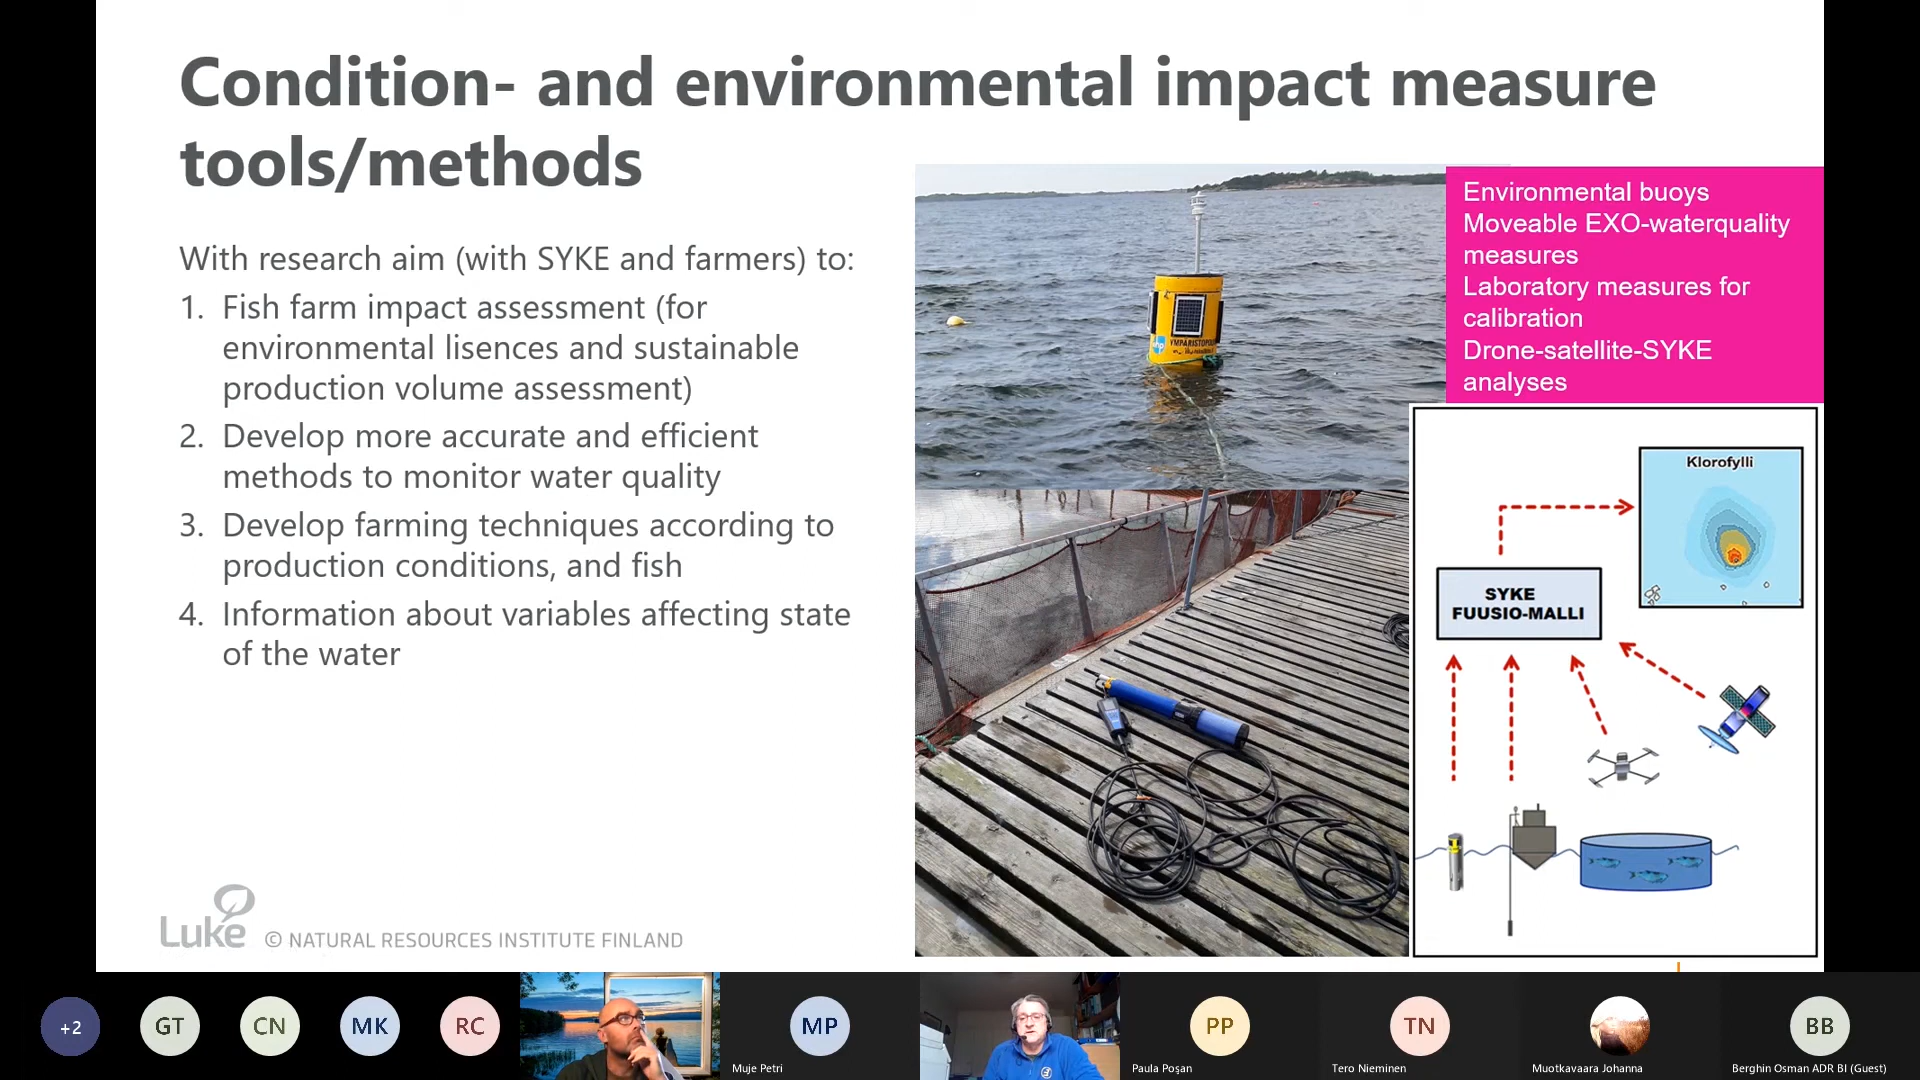 Condition- and environmental impact measure
tools/methods
With research aim (with SYKE and farmers) to:
1. Fish farm impact assessment (for
environmental lisences and sustainable
production volume assessment)
2. Develop more accurate and efficient
methods to monitor water quality
3. Develop farming techniques according to
production conditions, and fish
4. Information about variables affecting state
of the water
Environmental buoys
Moveable EXO-waterquality
measures
Laboratory measures for
calibration
Drone-satellite-SYKE
analyses
Klorofylli
SYKE
FUUSIO-MALLI
Luke
© NATURAL RESOURCES INSTITUTE FINLAND
+2
GT
CN
MK
RC
MP
Muje Petri
PP
Paula Poşan
TN
Tero Nieminen
Muotkavaara Johanna
BB
Berghin Osman ADR BI (Guest)